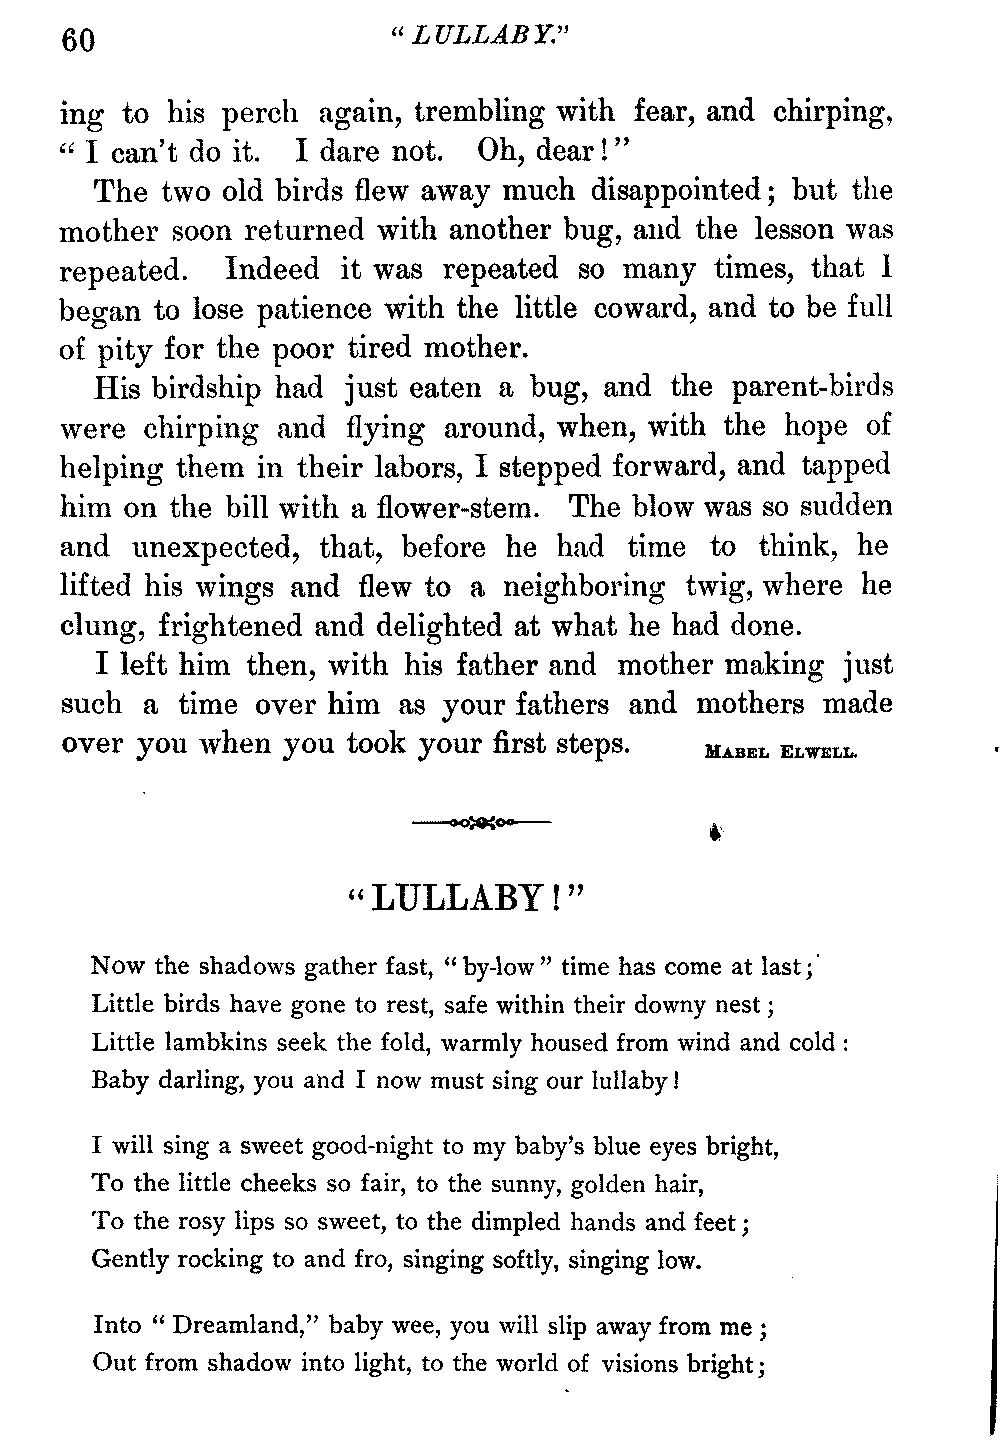 60 "LULLABY."
ing to his perch again, trembling with fear, and chirping,
"I can't do it. I dare not. Oh, dear!"
The two old birds flew away much disappointed; but the
mother soon returned with another bug, and the lesson was
repeated. Indeed it was repeated so many times, that I
began to lose patience with the little coward, and to be full
of pity for the poor tired mother.
His birdship had just eaten a bug, and the parent-birds
were chirping and flying around, when, with the hope of
helping them in their labors, I stepped forward, and tapped
him on the bill with a flower-stem. The blow was so sudden
and unexpected, that, before he had time to think, he
lifted his wings and flew to a neighboring twig, where he
clung, frightened and delighted at what he had done.
I left him then, with his father and mother making just
such a time over him as your fathers and mothers made
over you when you took your first steps. MABEL ELWELL.
"LULLABY!"
Now the shadows gather fast, "by-low" time has come at last;
Little birds have gone to rest, safe within their downy nest;
Little lambkins seek the fold, warmly housed from wind and cold:
Baby darling, you and I now must sing our lullaby!
I will sing a sweet good-night to my baby's blue eyes bright,
To the little cheeks so fair, to the sunny, golden hair,
To the rosy lips so sweet, to the dimpled hands and feet;
Gently rocking to and fro, singing softly, singing low.
Into "Dreamland," baby wee, you will slip away from me;
Out from shadow into light, to the world of visions bright;